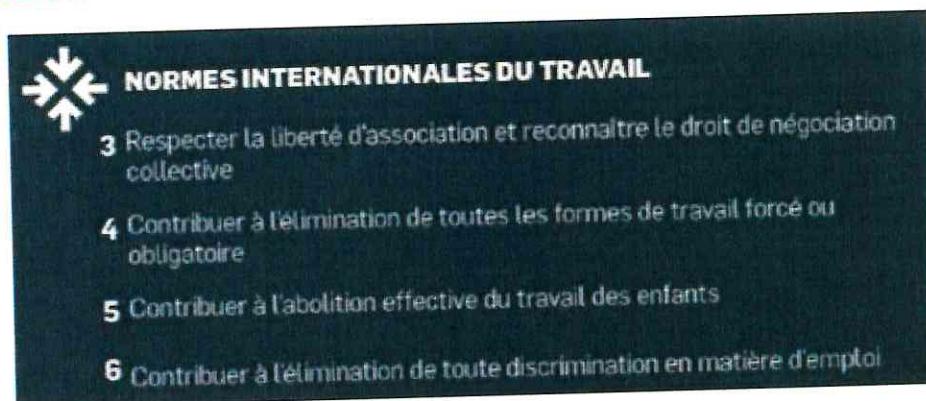 NORMES INTERNATIONALES DU TRAVAIL
3 Respecter la liberté d'association et reconnaitre le droit de négociation
collective
4 Contribuer à l'élimination de toutes les formes de travail forcé ou
obligatoire
5 Contribuer à l'abolition effective du travail des enfants
6 Contribuer à l'élimination de toute discrimination en matière d'emploi